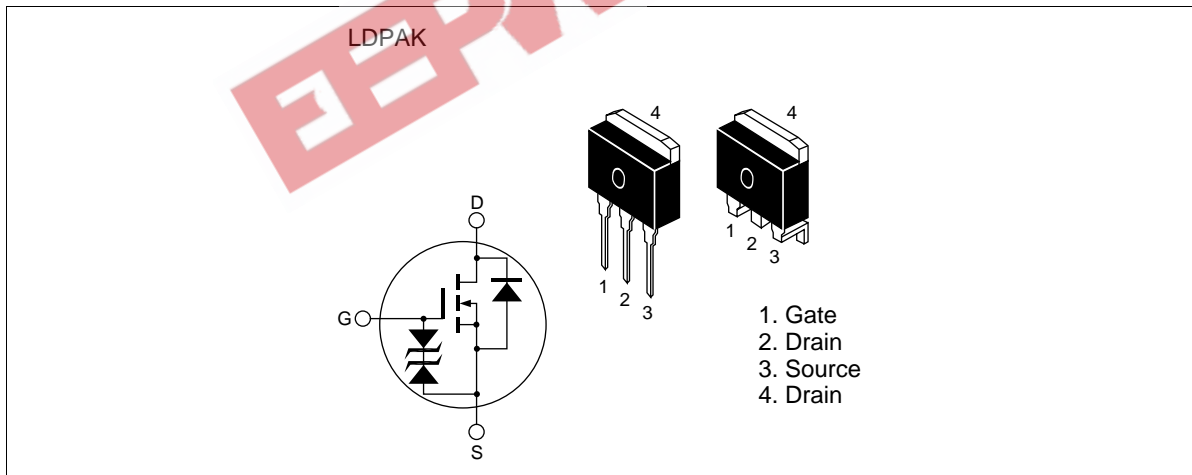 LDPAK
4
4
D
G
S
1
2
3
1
2
3
1. Gate
2. Drain
3. Source
4. Drain